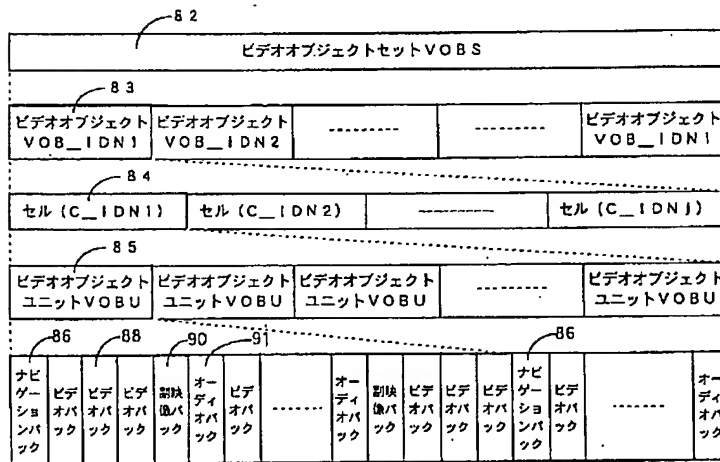 82
ビデオオブジェクトセットVOBS
83
ビデオオブジェクト ビデオオブジェクト ビデオオブジェクト
VOB__IDN1 VOB__IDN2 VOB__IDNi
84
セル(C__IDN1) セル(C__IDN2) セル(C__IDNj)
85
ビデオオブジェクト ビデオオブジェクト ビデオオブジェクト ビデオオブジェクト
ユニットVOBU ユニットVOBU ユニットVOBU ユニットVOBU
86 88 90 91 86
ナビゲーションパック
ビデオパック
ビデオパック
ビデオパック
副映像パック
オーディオパック
ビデオパック
オーディオパック
副映像パック
ビデオパック
ビデオパック
ビデオパック
ナビゲーションパック
ビデオパック
オーディオパック